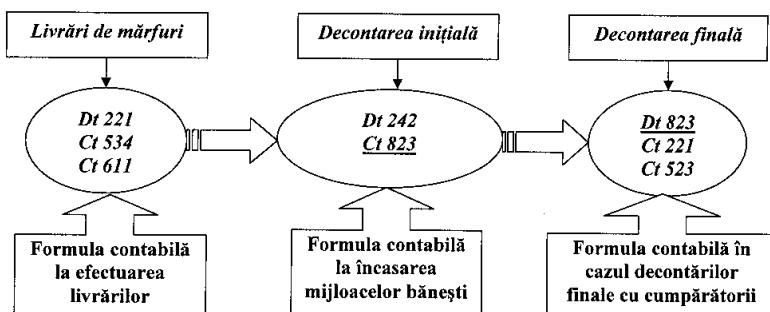 Livrări de mărfuri
Decontarea inițială
Decontarea finală
Dt 221
Ct 534
Ct 611
Dt 242
Ct 823
Dt 823
Ct 221
Ct 523
Formula contabilă
la efectuarea
livrărilor
Formula contabilă
la încasarea
mijloacelor bănești
Formula contabilă în
cazul decontărilor
finale cu cumpărătorii